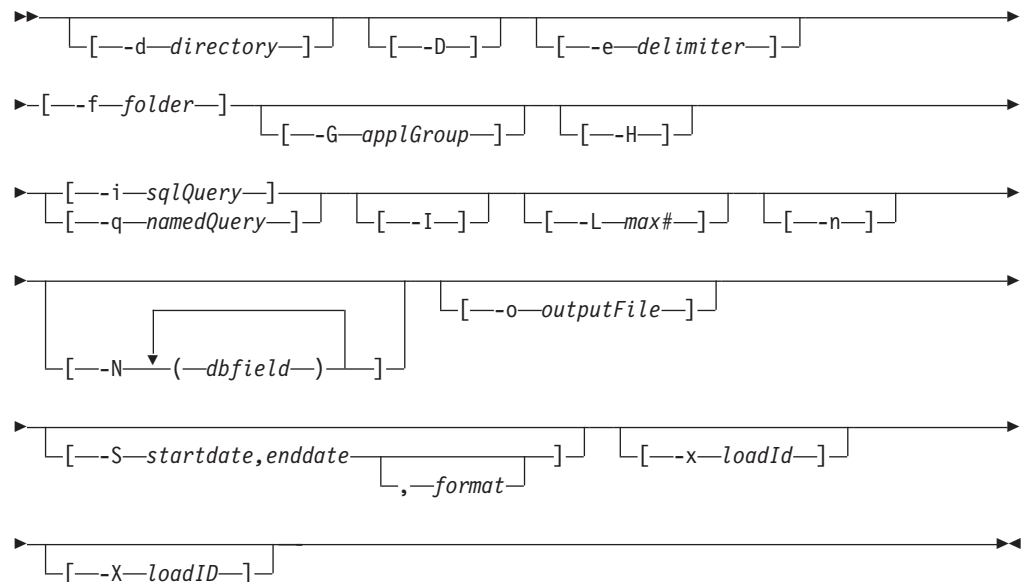 [ -d directory ] [ -D ] [ -e delimiter ]
[ -f folder ] [ -G applGroup ] [ -H ]
[ -i sqlQuery ] [ -I ] [ -L max# ] [ -n ]
[ -q namedQuery ]
[ -N ( dbfield ) ] [ -o outputFile ]
[ -S startdate,enddate , format ] [ -x loadId ]
[ -X loadID ]